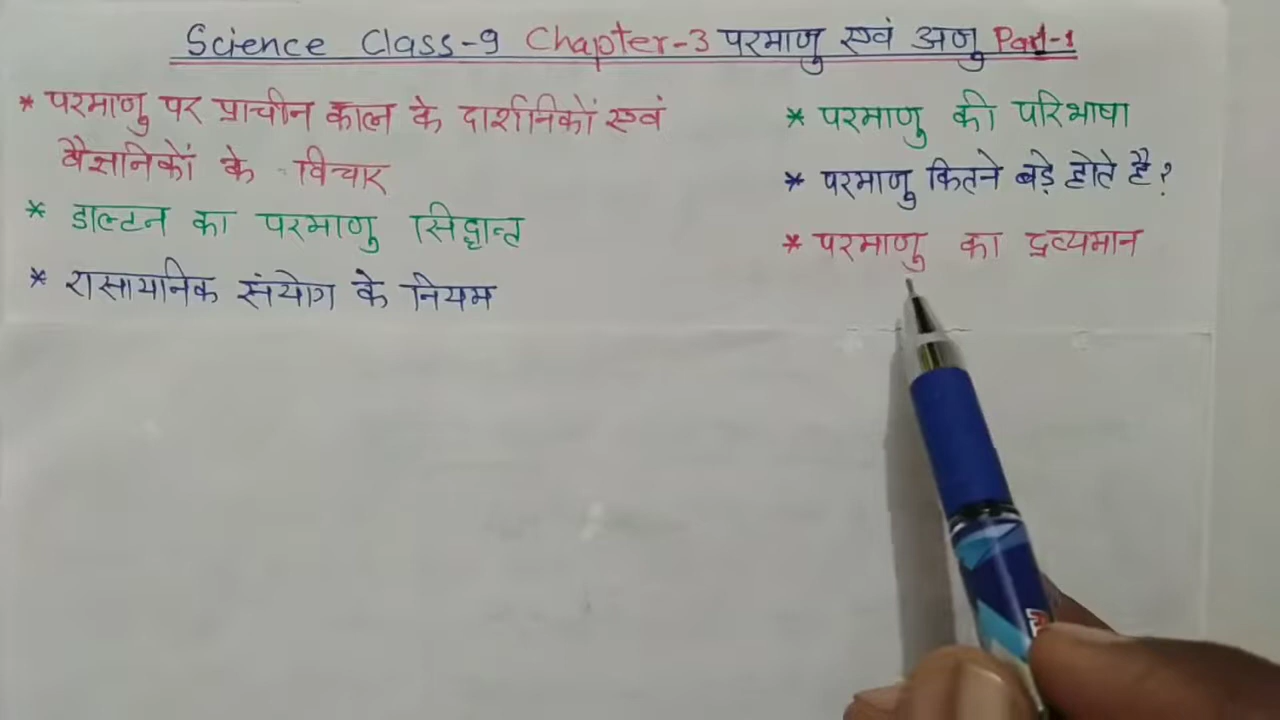 Science Class-9 Chapter-3 परमाणु एवं अणु Part-1
* परमाणु पर प्राचीन काल के दार्शनिकों एवं
वैज्ञानिकों के विचार
* डाल्टन का परमाणु सिद्धान्त
* रासायनिक संयोग के नियम
* परमाणु की परिभाषा
* परमाणु कितने बड़े होते है?
* परमाणु का द्रव्यमान